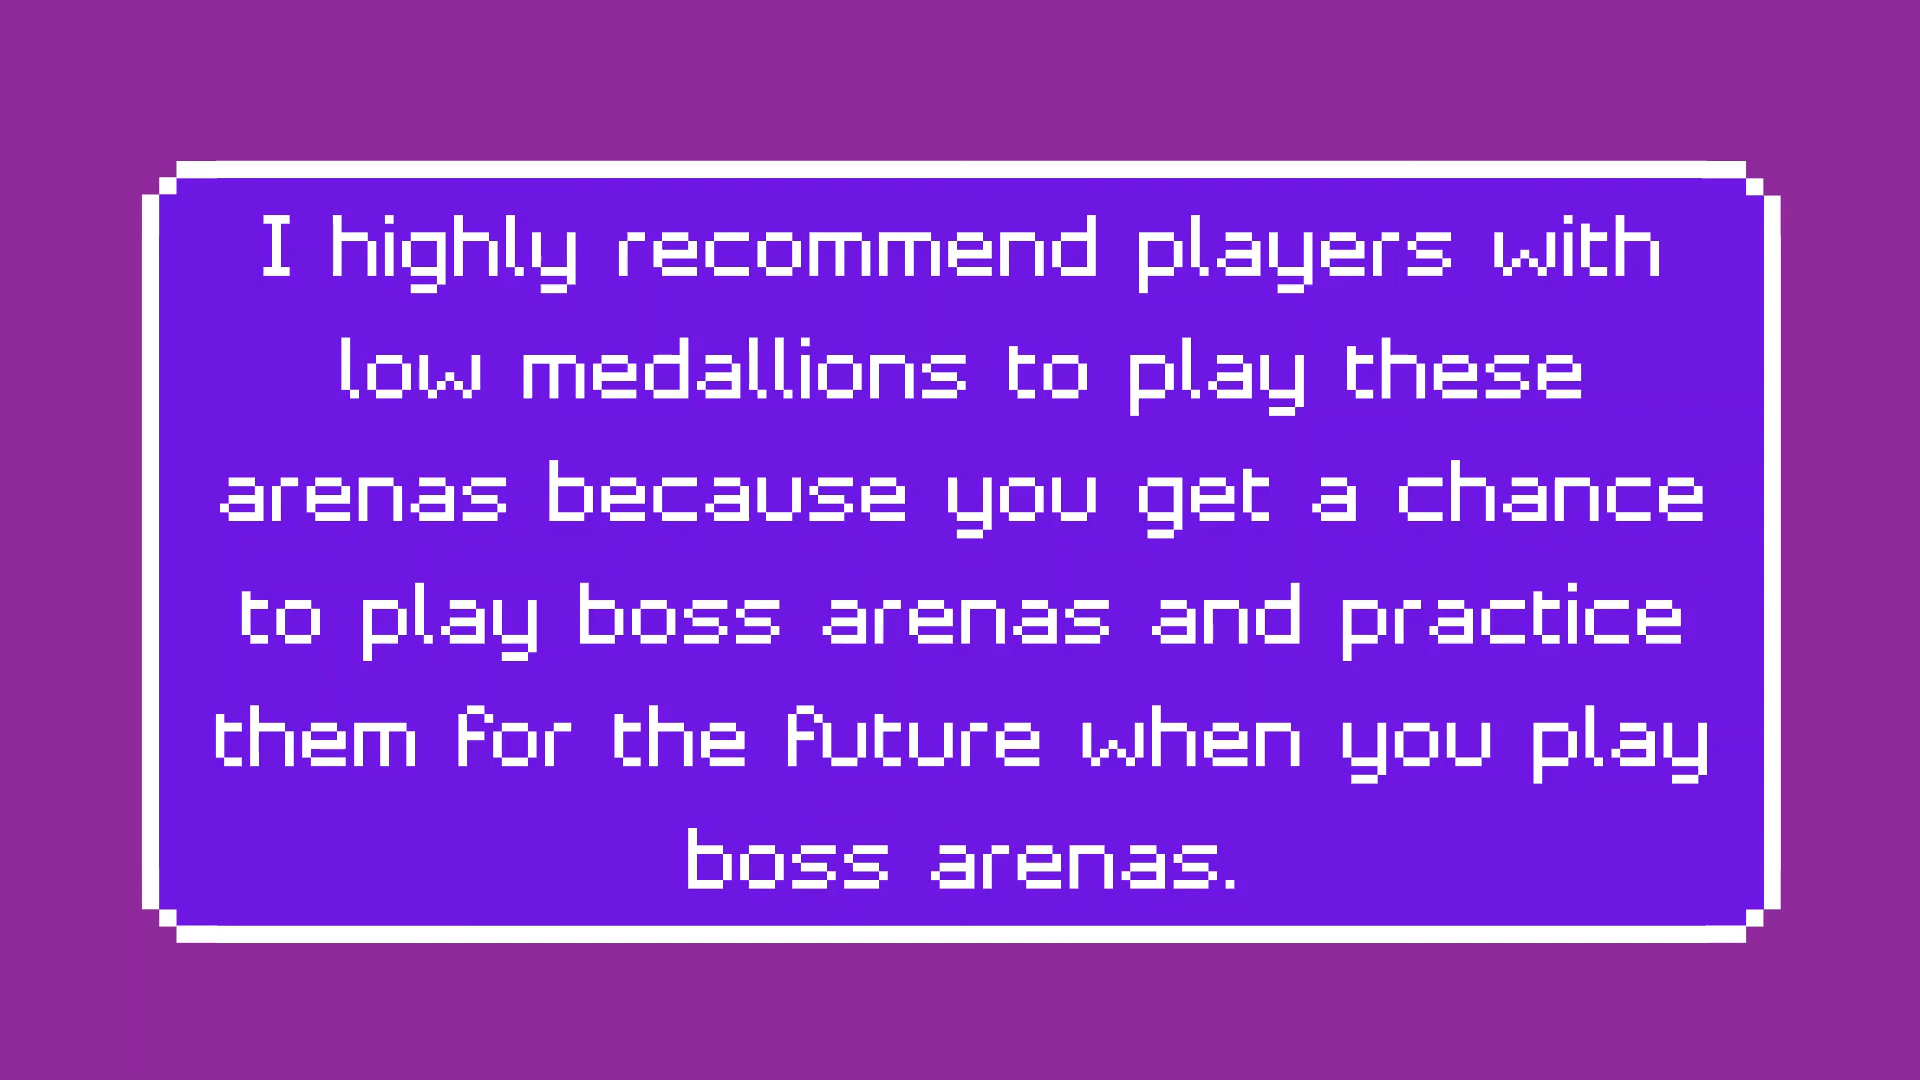 I highly recommend players with
low medallions to play these
arenas because you get a chance
to play boss arenas and practice
them for the future when you play
boss arenas.